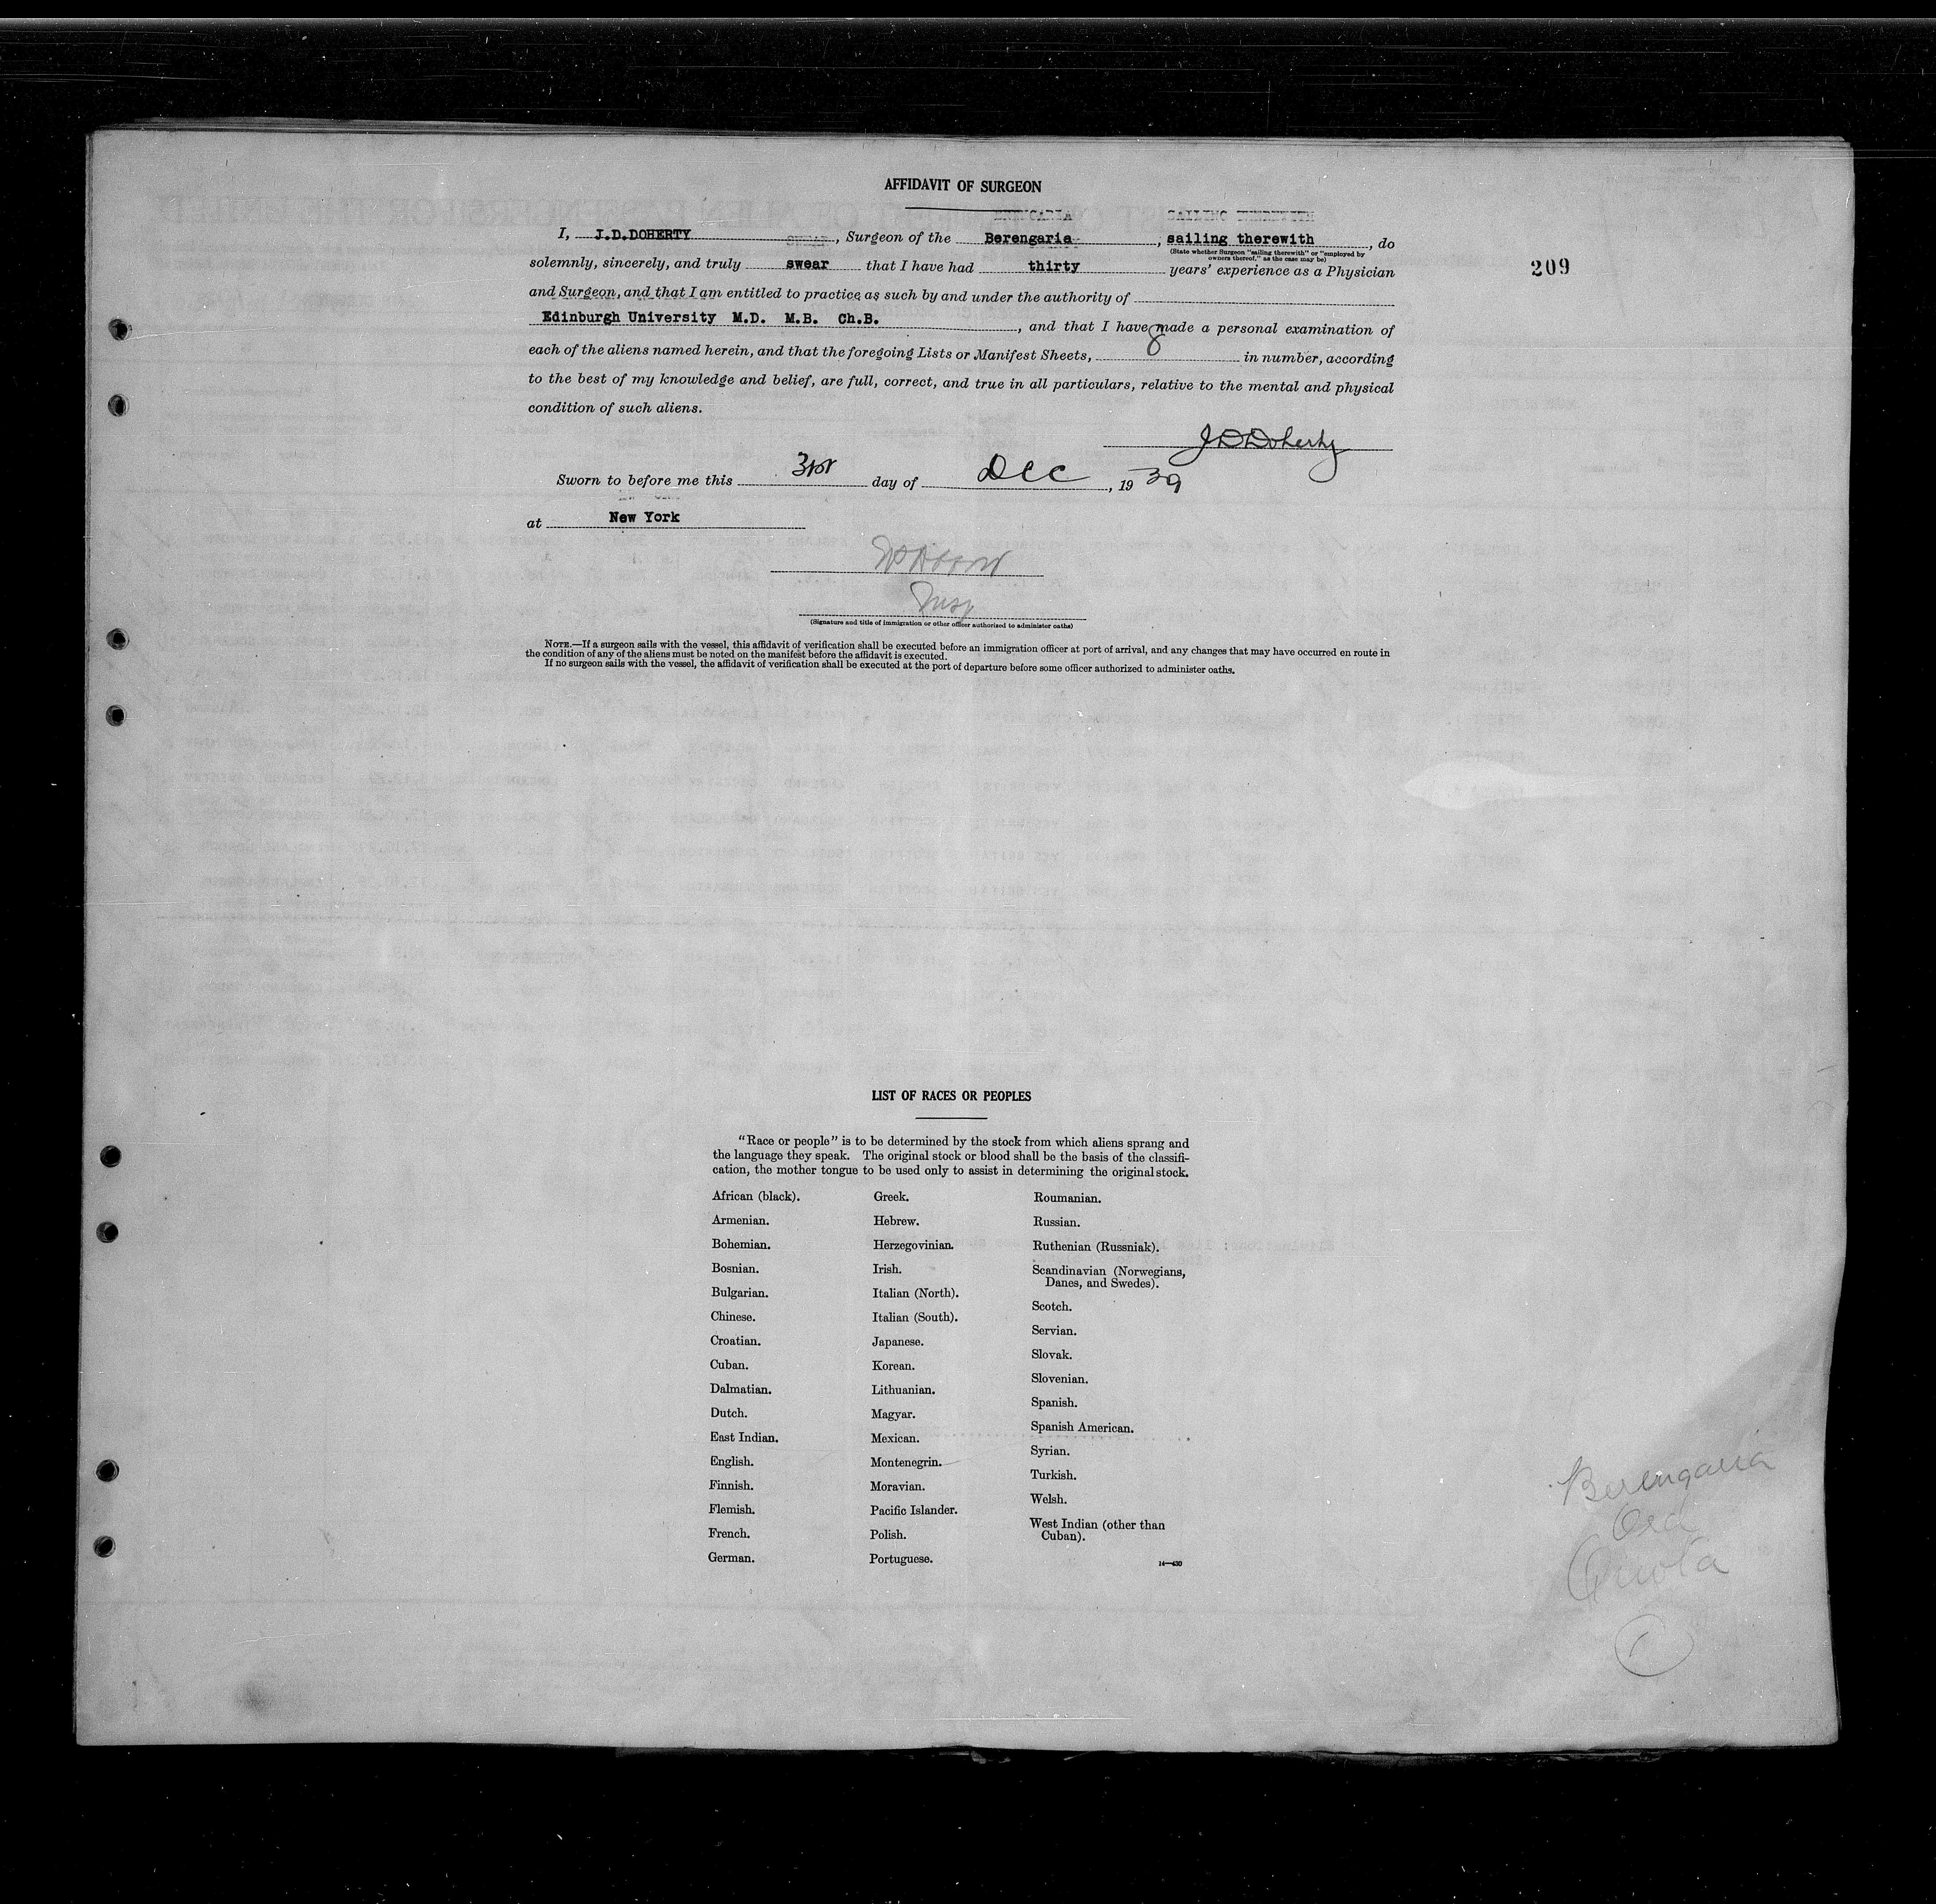 AFFIDAVIT OF SURGEON
I, J.D.DOHERTY, Surgeon of the Berengaria, sailing therewith, do
(State whether Surgeon "sailing therewith" or "employed by
owners thereof," as the case may be)
209
solemnly, sincerely, and truly swear that I have had thirty years' experience as a Physician
and Surgeon, and that I am entitled to practice as such by and under the authority of
Edinburgh University M.D. M.B. Ch.B., and that I have made a personal examination of
each of the aliens named herein, and that the foregoing Lists or Manifest Sheets, 8 in number, according
to the best of my knowledge and belief, are full, correct, and true in all particulars, relative to the mental and physical
condition of such aliens.
J D Doherty
Sworn to before me this 31st day of Dec, 19
at New York
Insp
(Signature and title of immigration or other officer authorized to administer oaths)
NOTE.—If a surgeon sails with the vessel, this affidavit of verification shall be executed before an immigration officer at port of arrival, and any changes that may have occurred en route in
the condition of any of the aliens must be noted on the manifest before the affidavit is executed.
If no surgeon sails with the vessel, the affidavit of verification shall be executed at the port of departure before some officer authorized to administer oaths.
LIST OF RACES OR PEOPLES
"Race or people" is to be determined by the stock from which aliens sprang and
the language they speak. The original stock or blood shall be the basis of the classifi-
cation, the mother tongue to be used only to assist in determining the original stock.
African (black).
Armenian.
Bohemian.
Bosnian.
Bulgarian.
Chinese.
Croatian.
Cuban.
Dalmatian.
Dutch.
East Indian.
English.
Finnish.
Flemish.
French.
German.
Greek.
Hebrew.
Herzegovinian.
Irish.
Italian (North).
Italian (South).
Japanese.
Korean.
Lithuanian.
Magyar.
Mexican.
Montenegrin.
Moravian.
Pacific Islander.
Polish.
Portuguese.
Roumanian.
Russian.
Ruthenian (Russniak).
Scandinavian (Norwegians,
Danes, and Swedes).
Scotch.
Servian.
Slovak.
Slovenian.
Spanish.
Spanish American.
Syrian.
Turkish.
Welsh.
West Indian (other than
Cuban).
14—430
Berengaria
Quota
1